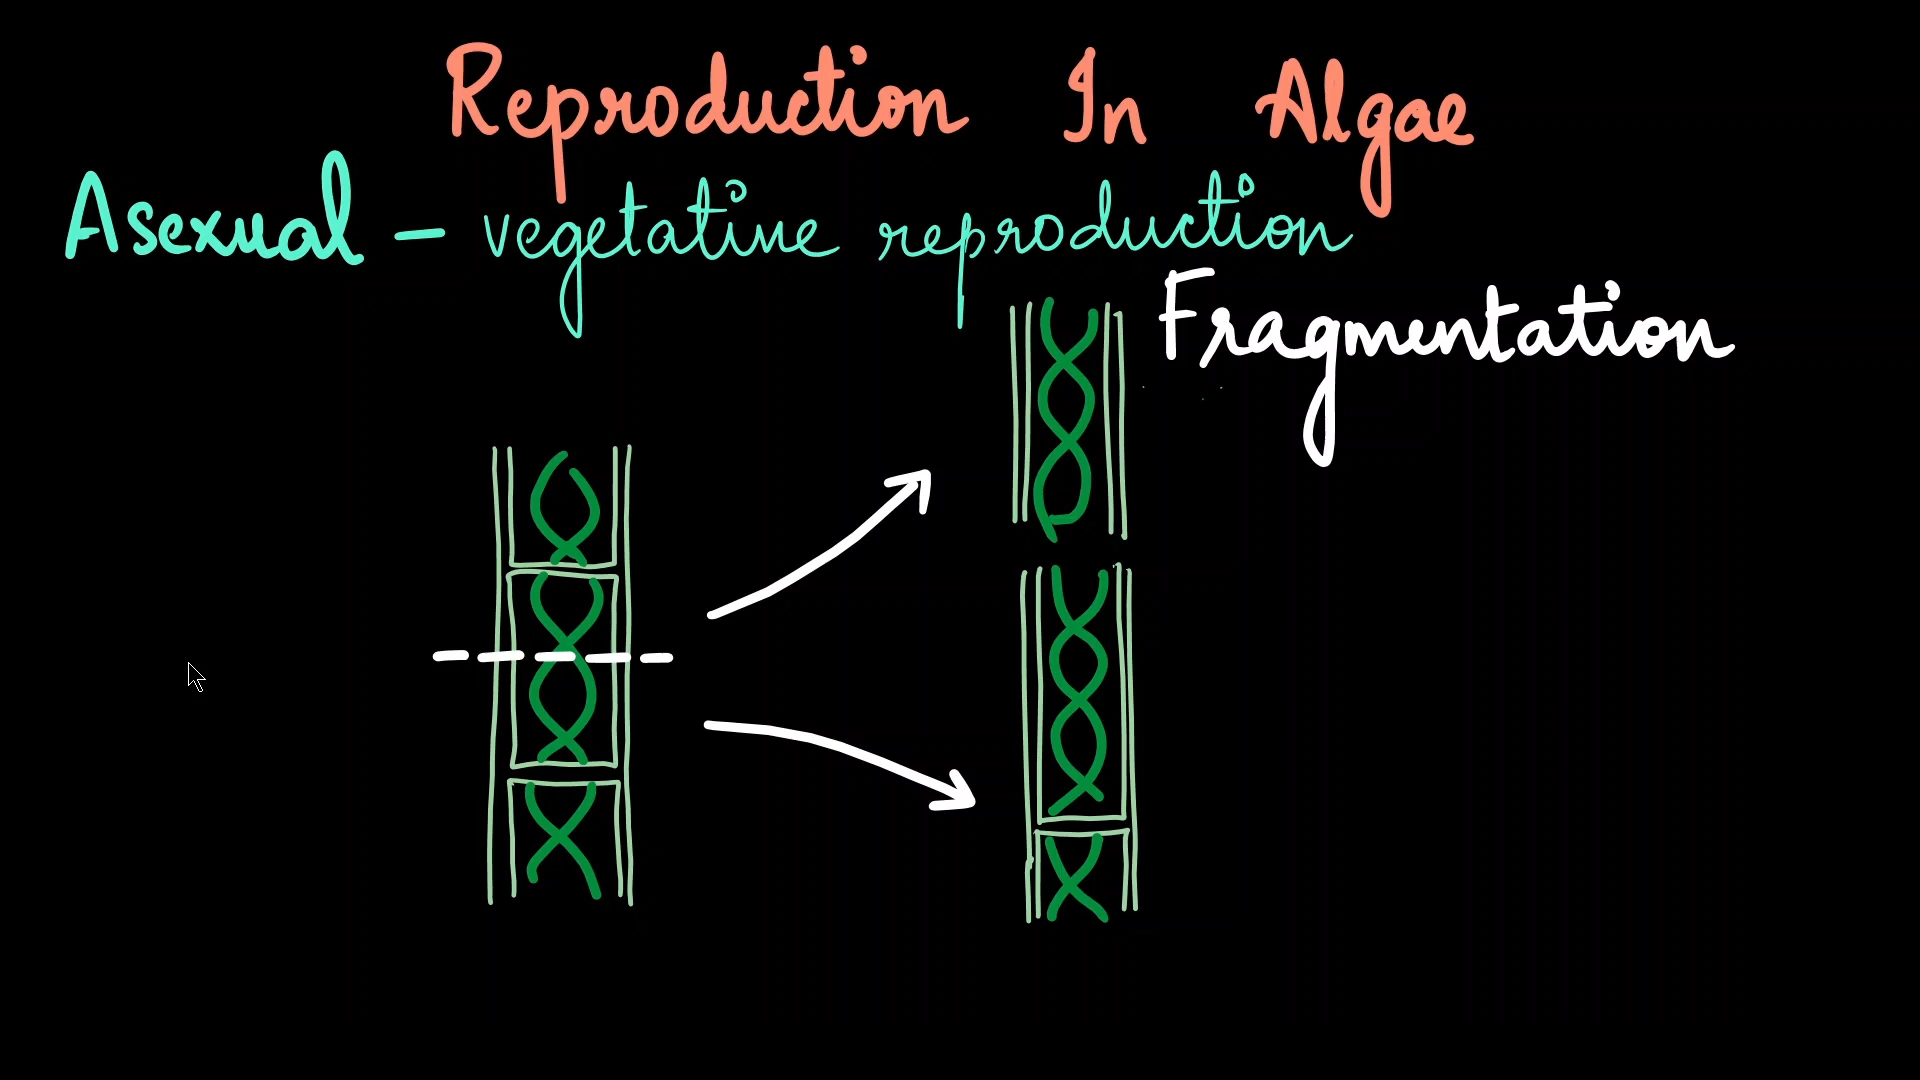 Reproduction In Algae
Asexual - vegetative reproduction
Fragmentation